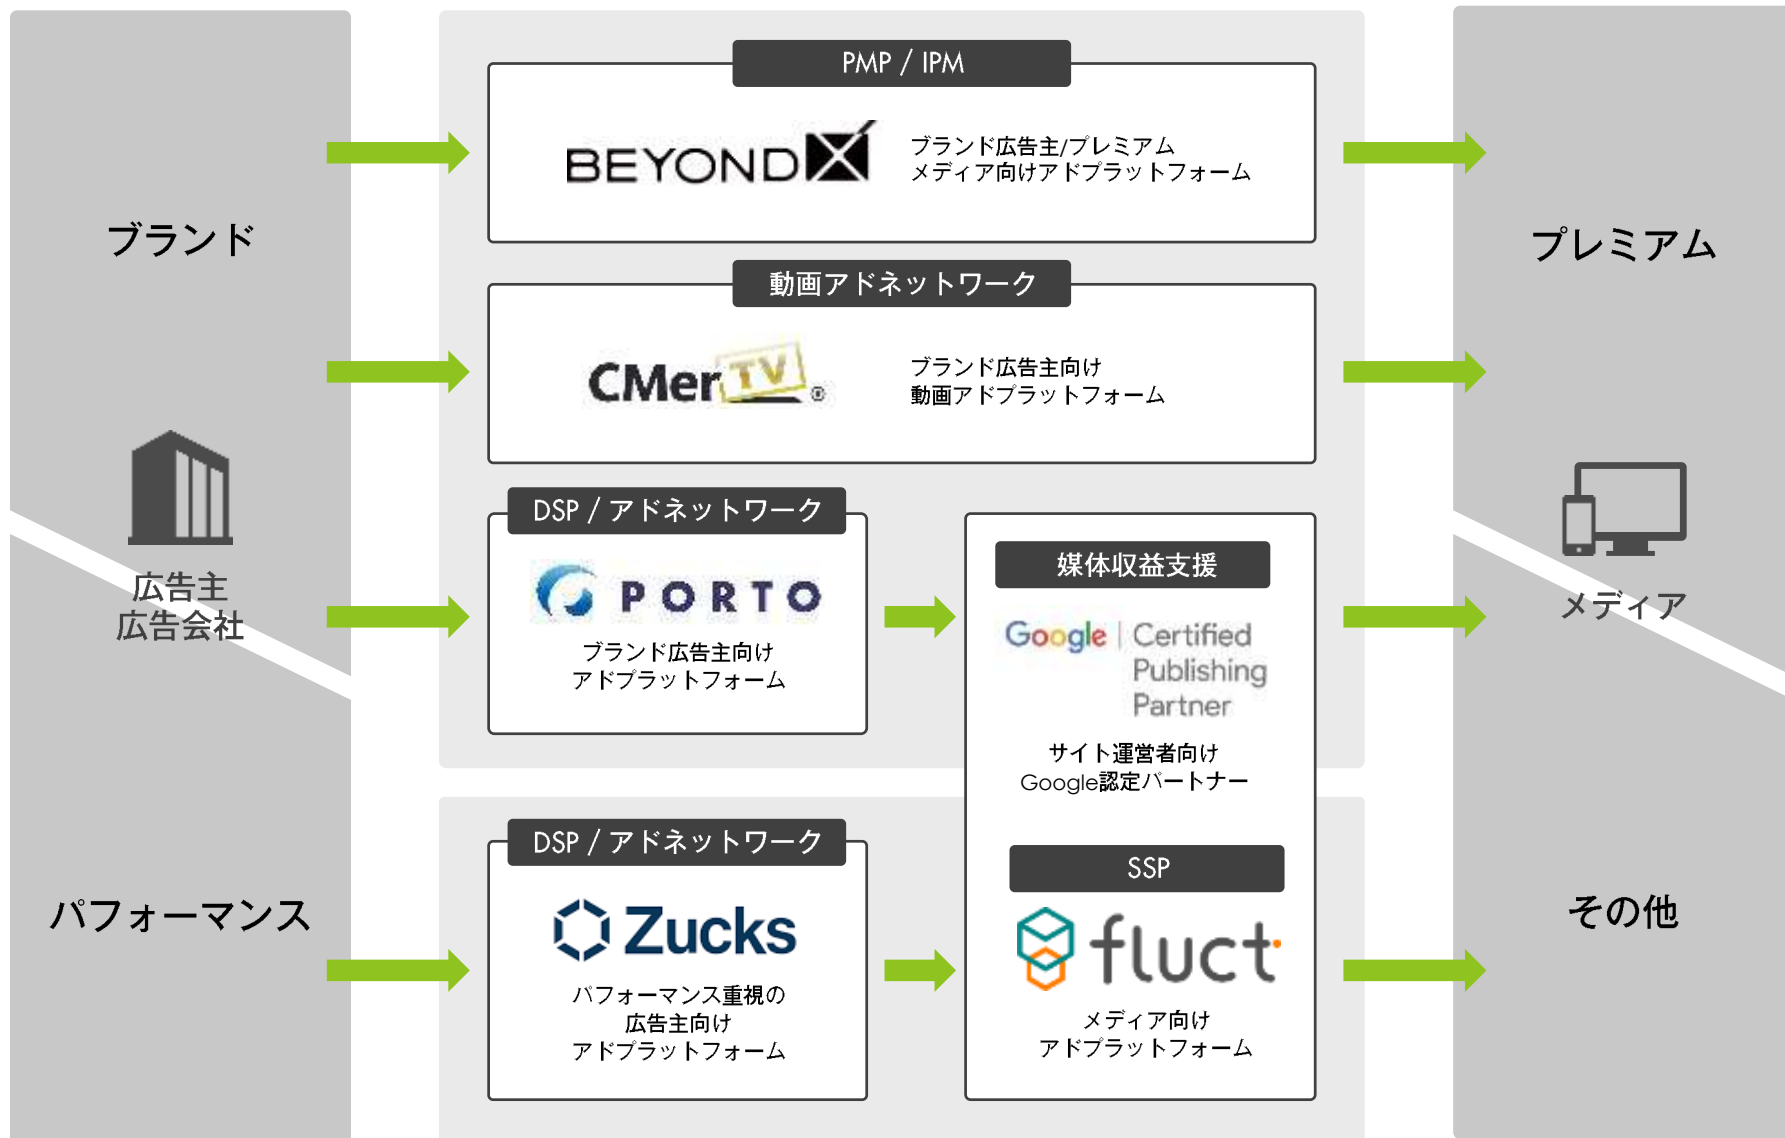 ブランド
広告主
広告会社
パフォーマンス
PMP / IPM
BEYONDX
ブランド広告主/プレミアム
メディア向けアドプラットフォーム
動画アドネットワーク
CMerTV®
ブランド広告主向け
動画アドプラットフォーム
DSP / アドネットワーク
PORTO
ブランド広告主向け
アドプラットフォーム
媒体収益支援
Google Certified
Publishing
Partner
サイト運営者向け
Google認定パートナー
DSP / アドネットワーク
Zucks
パフォーマンス重視の
広告主向け
アドプラットフォーム
SSP
fluct
メディア向け
アドプラットフォーム
プレミアム
メディア
その他